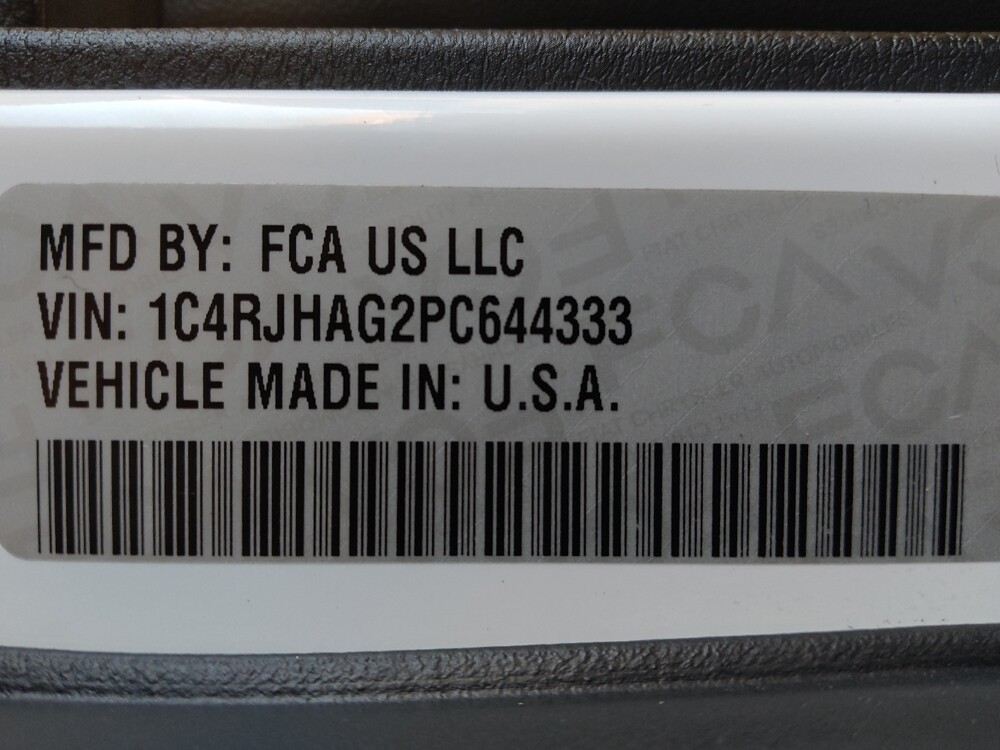 MFD BY: FCA US LLC
VIN: 1C4RJHAG2PC644333
VEHICLE MADE IN: U.S.A.